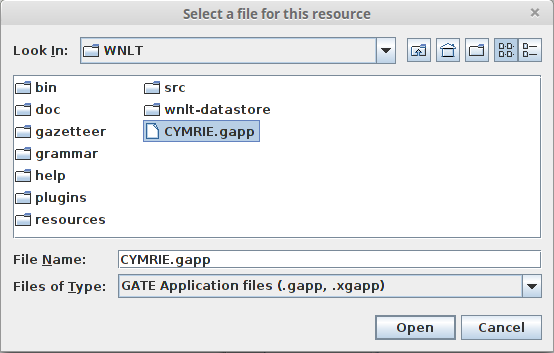 Select a file for this resource
Look In: WNLT
bin src
doc wnlt-datastore
gazetteer CYMRIE.gapp
grammar
help
plugins
resources
File Name: CYMRIE.gapp
Files of Type: GATE Application files (.gapp, .xgapp)
Open Cancel